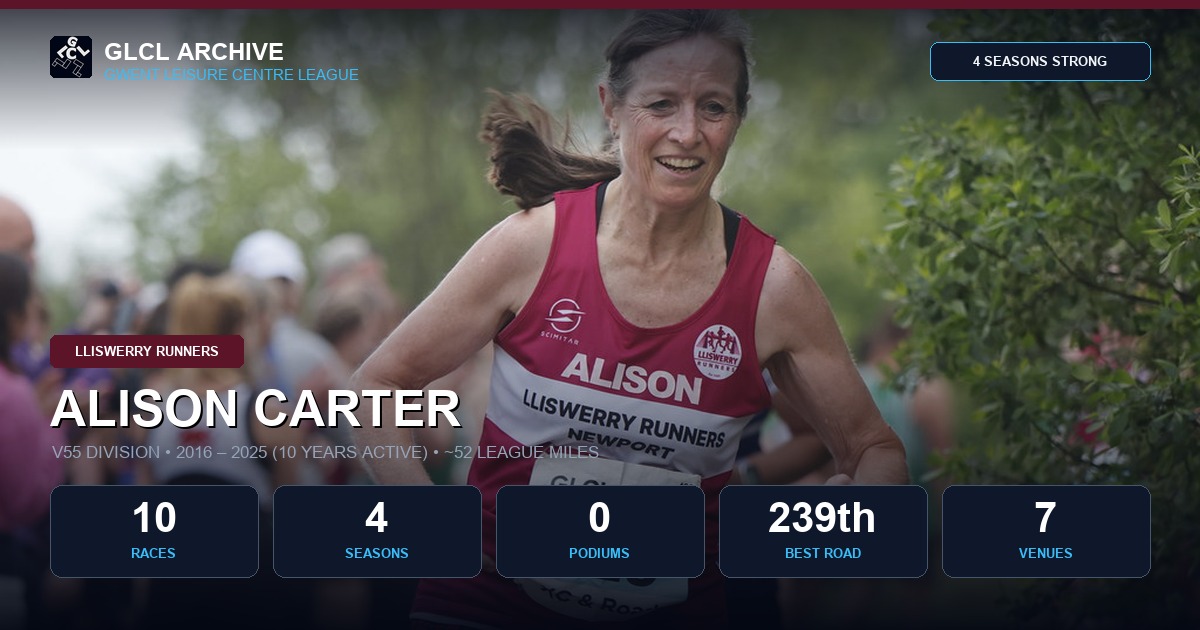 GLCL ARCHIVE
GWENT LEISURE CENTRE LEAGUE
4 SEASONS STRONG
SCIMITAR
LLISWERRY
RUNNERS
ALISON
LLISWERRY RUNNERS
NEWPORT
LLISWERRY RUNNERS
ALISON CARTER
V55 DIVISION • 2016 – 2025 (10 YEARS ACTIVE) • ~52 LEAGUE MILES
10
RACES
4
SEASONS
0
PODIUMS
239th
BEST ROAD
7
VENUES